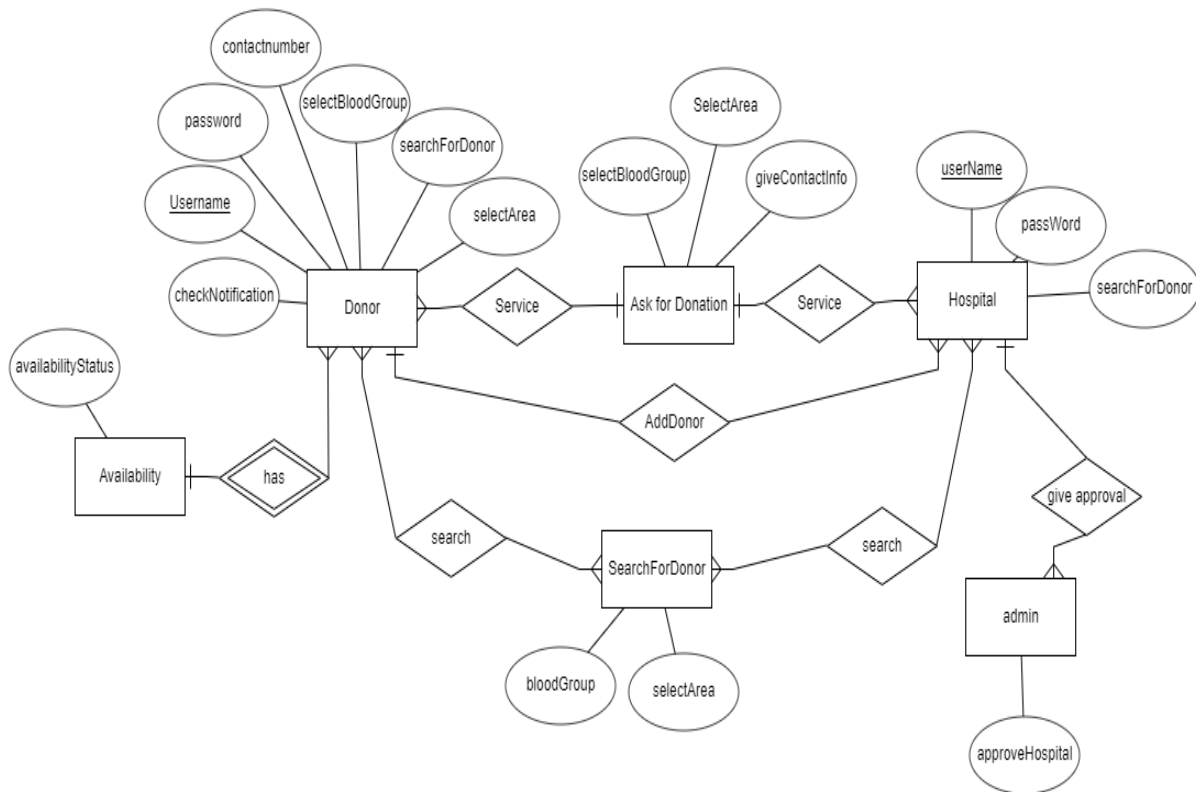 contactnumber
selectBloodGroup
SelectArea
password
searchForDonor
selectBloodGroup
giveContactInfo
userName
Username
selectArea
passWord
checkNotification
searchForDonor
Donor
Service
Ask for Donation
Service
Hospital
availabilityStatus
AddDonor
Availability
has
give approval
search
search
SearchForDonor
admin
bloodGroup
selectArea
approveHospital